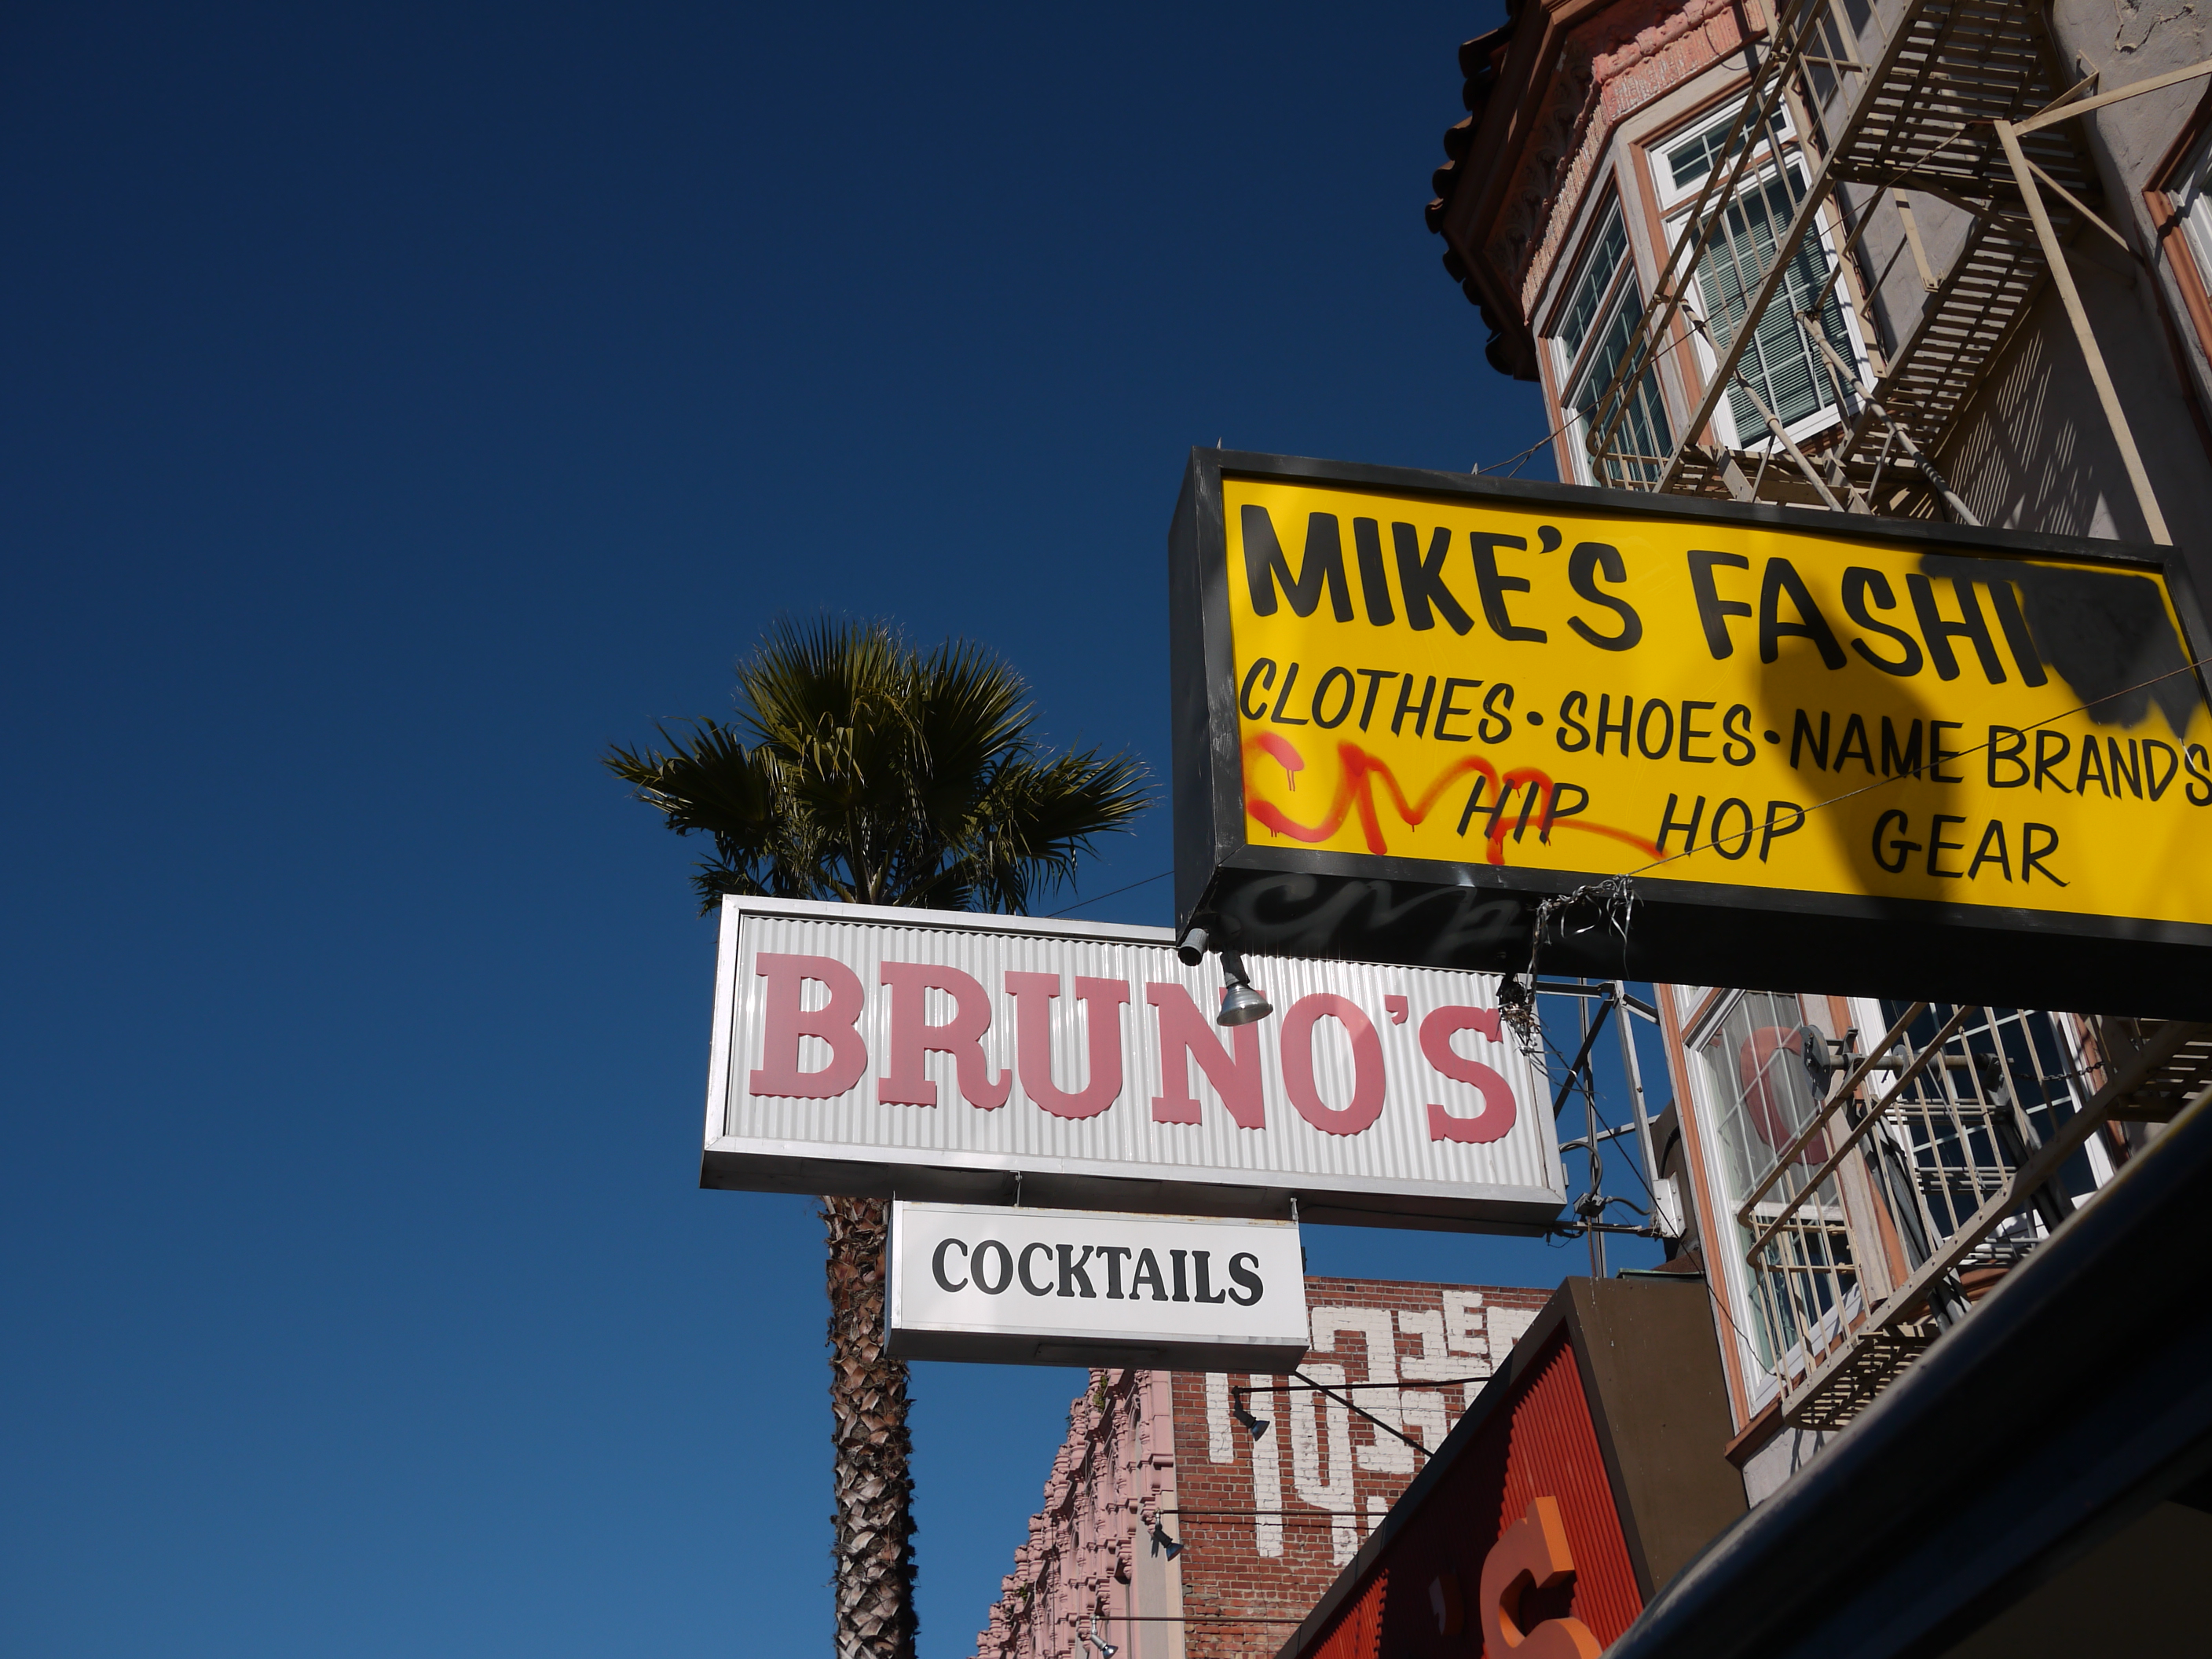 MIKE'S FASHI
CLOTHES • SHOES • NAME BRANDS
HIP HOP GEAR
BRUNO'S
COCKTAILS
'S